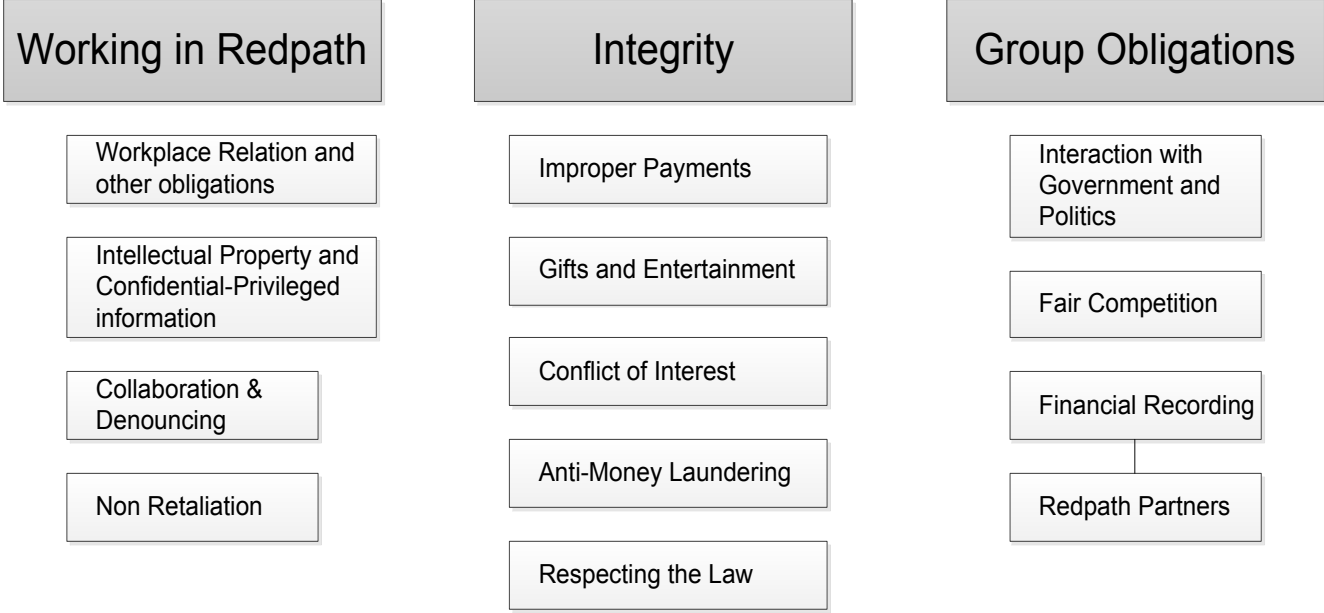 Working in Redpath
Workplace Relation and
other obligations
Intellectual Property and
Confidential-Privileged
information
Collaboration &
Denouncing
Non Retaliation
Integrity
Improper Payments
Gifts and Entertainment
Conflict of Interest
Anti-Money Laundering
Respecting the Law
Group Obligations
Interaction with
Government and
Politics
Fair Competition
Financial Recording
Redpath Partners